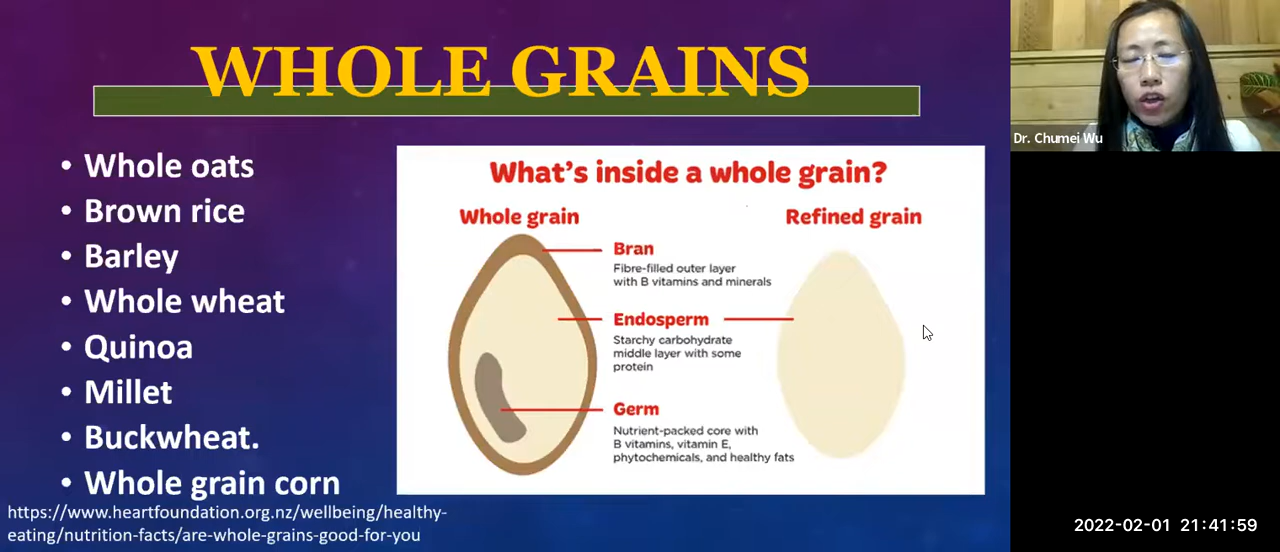 WHOLE GRAINS
• Whole oats
• Brown rice
• Barley
• Whole wheat
• Quinoa
• Millet
• Buckwheat.
• Whole grain corn
https://www.heartfoundation.org.nz/wellbeing/healthy-
eating/nutrition-facts/are-whole-grains-good-for-you
What's inside a whole grain?
Whole grain
Refined grain
Bran
Fibre-filled outer layer
with B vitamins and minerals
Endosperm
Starchy carbohydrate
middle layer with some
protein
Germ
Nutrient-packed core with
B vitamins, vitamin E,
phytochemicals, and healthy fats
Dr. Chumei Wu
2022-02-01 21:41:59